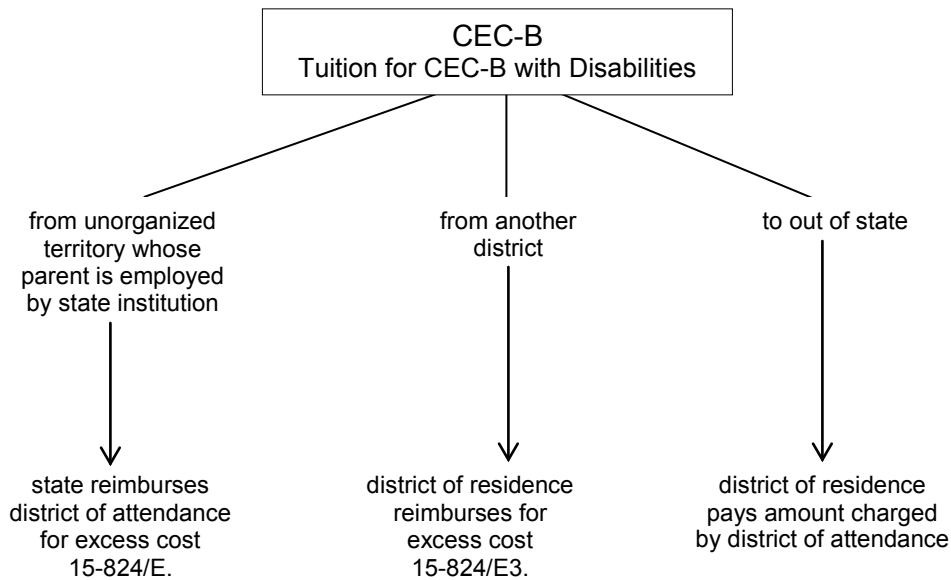 CEC-B
Tuition for CEC-B with Disabilities
from unorganized
territory whose
parent is employed
by state institution
from another
district
to out of state
state reimburses
district of attendance
for excess cost
15-824/E.
district of residence
reimburses for
excess cost
15-824/E3.
district of residence
pays amount charged
by district of attendance